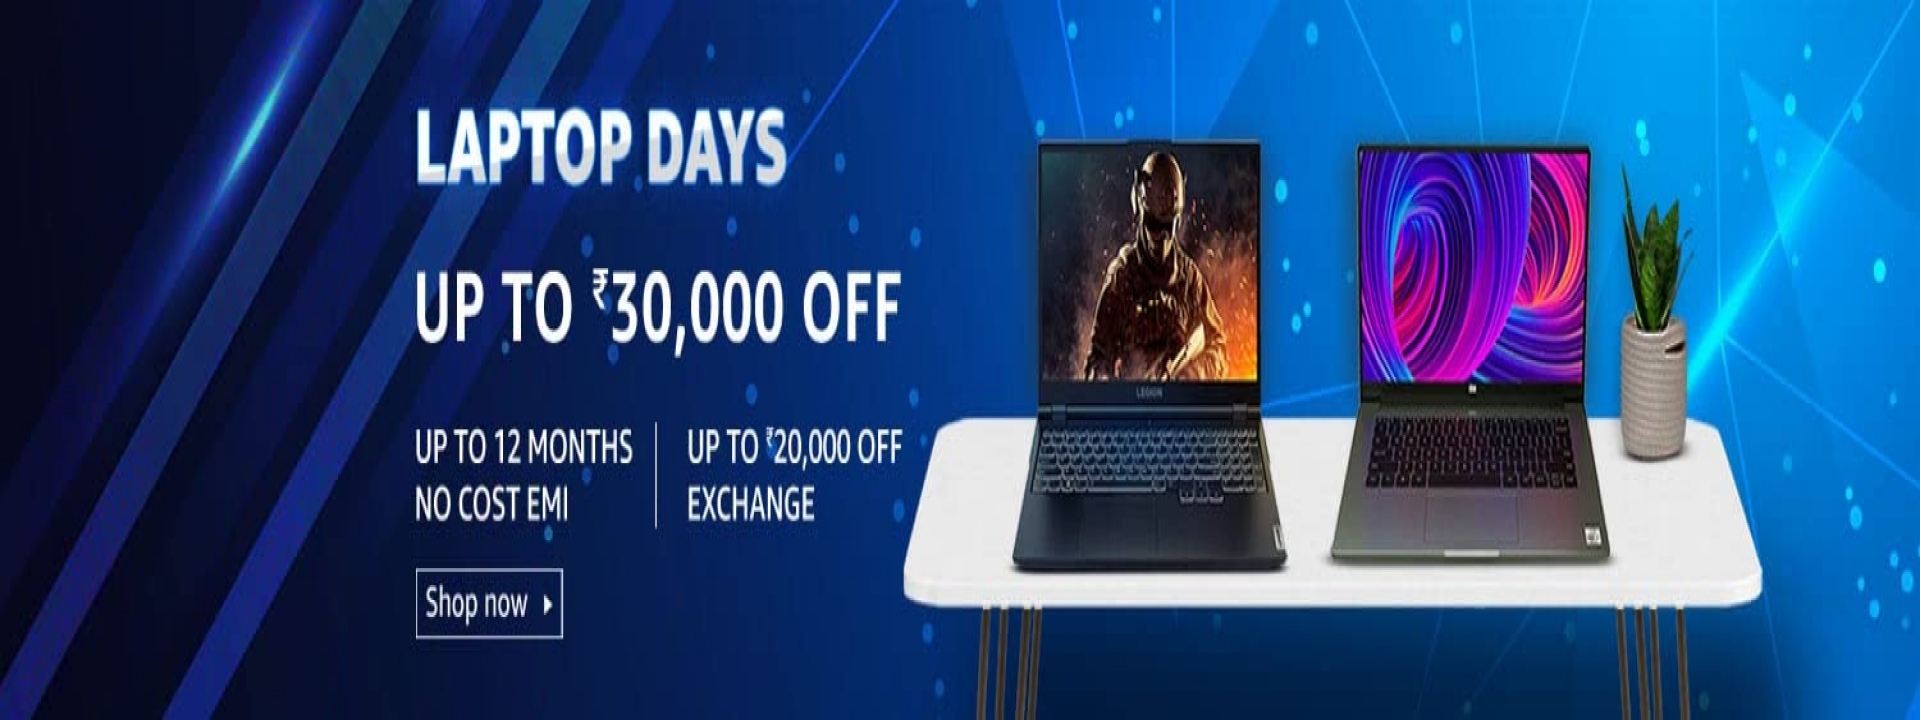 LAPTOP DAYS
UP TO ₹30,000 OFF
UP TO 12 MONTHS
NO COST EMI
UP TO ₹20,000 OFF
EXCHANGE
Shop now
LEGION